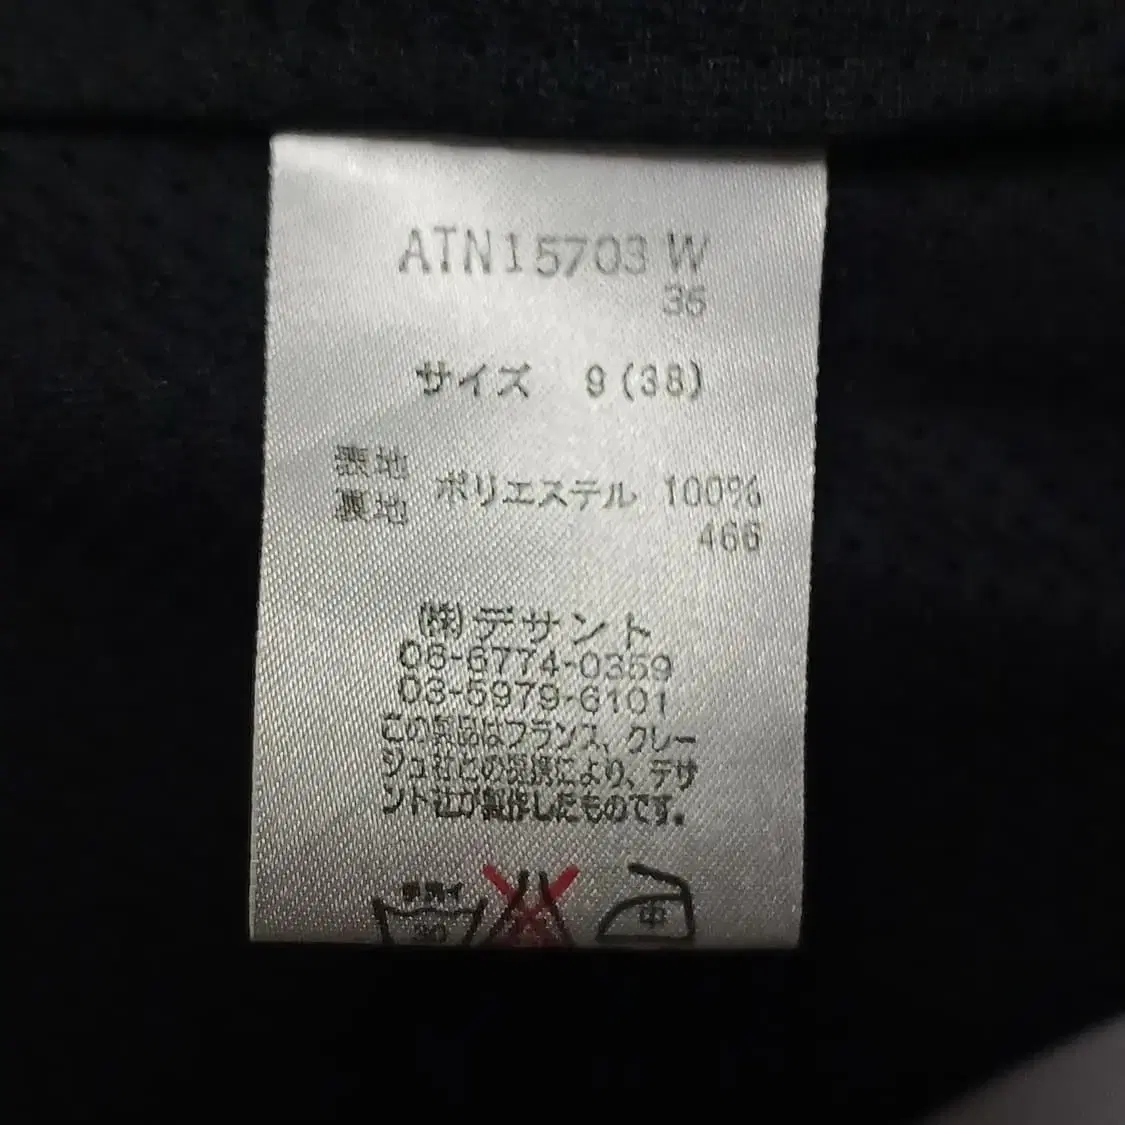 ATN15703 W
36
サイズ 9(38)
表地
裏地
ポリエステル 100%
466
(株)デサント
06-6774-0359
03-5979-6101
この製品はフランス、クレー
ジュ社との提携により、デサ
ント社が製作したものです。
中